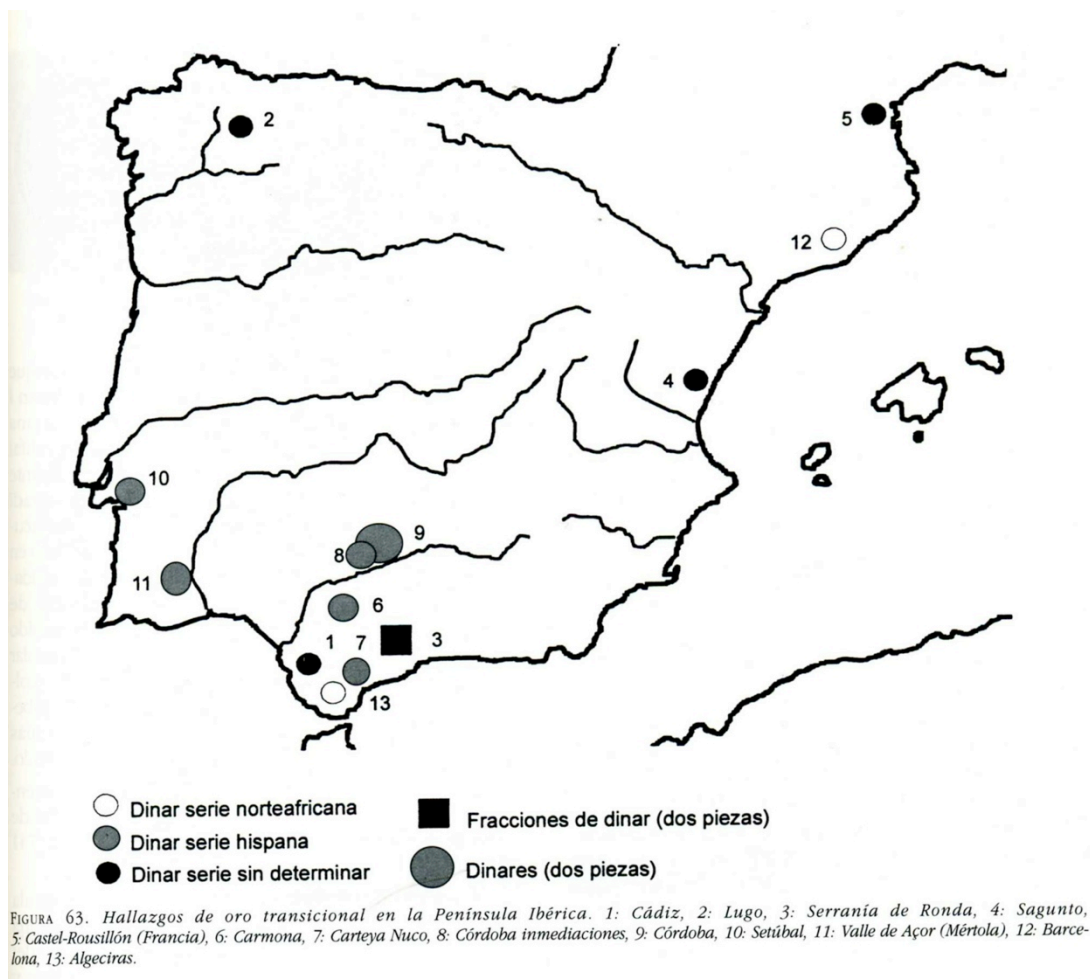 2
5
12
4
10
9
8
11
6
1
7
3
13
Dinar serie norteafricana
Dinar serie hispana
Dinar serie sin determinar
Fracciones de dinar (dos piezas)
Dinares (dos piezas)
FIGURA 63. Hallazgos de oro transicional en la Península Ibérica. 1: Cádiz, 2: Lugo, 3: Serranía de Ronda, 4: Sagunto,
5: Castel-Rousillón (Francia), 6: Carmona, 7: Carteya Nuco, 8: Córdoba inmediaciones, 9: Córdoba, 10: Setúbal, 11: Valle de Açor (Mértola), 12: Barce-
lona, 13: Algeciras.